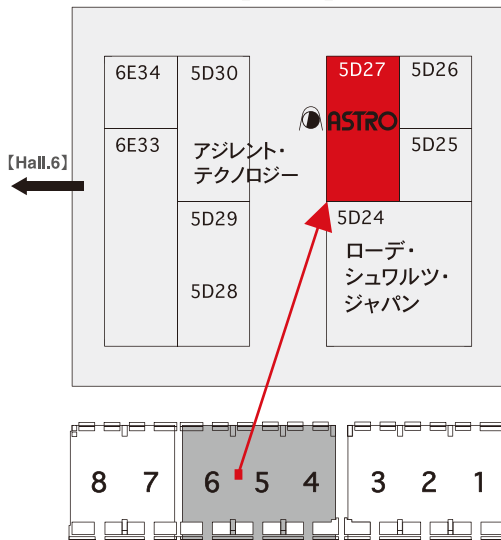 6E34
5D30
5D27
5D26
ASTRO
6E33
アジレント・
テクノロジー
5D25
【Hall.6】
5D29
5D24
ローデ・
シュワルツ・
ジャパン
5D28
8 7 6 5 4 3 2 1